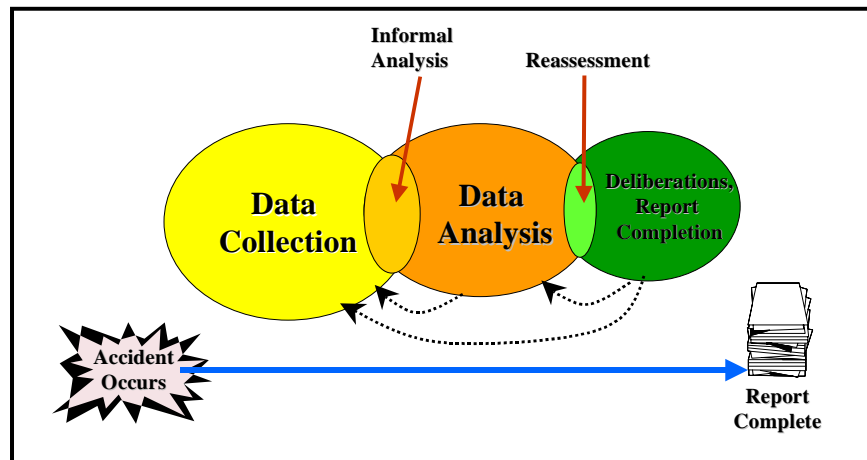 Informal
Analysis
Reassessment
Data
Collection
Data
Analysis
Deliberations,
Report
Completion
Accident
Occurs
Report
Complete